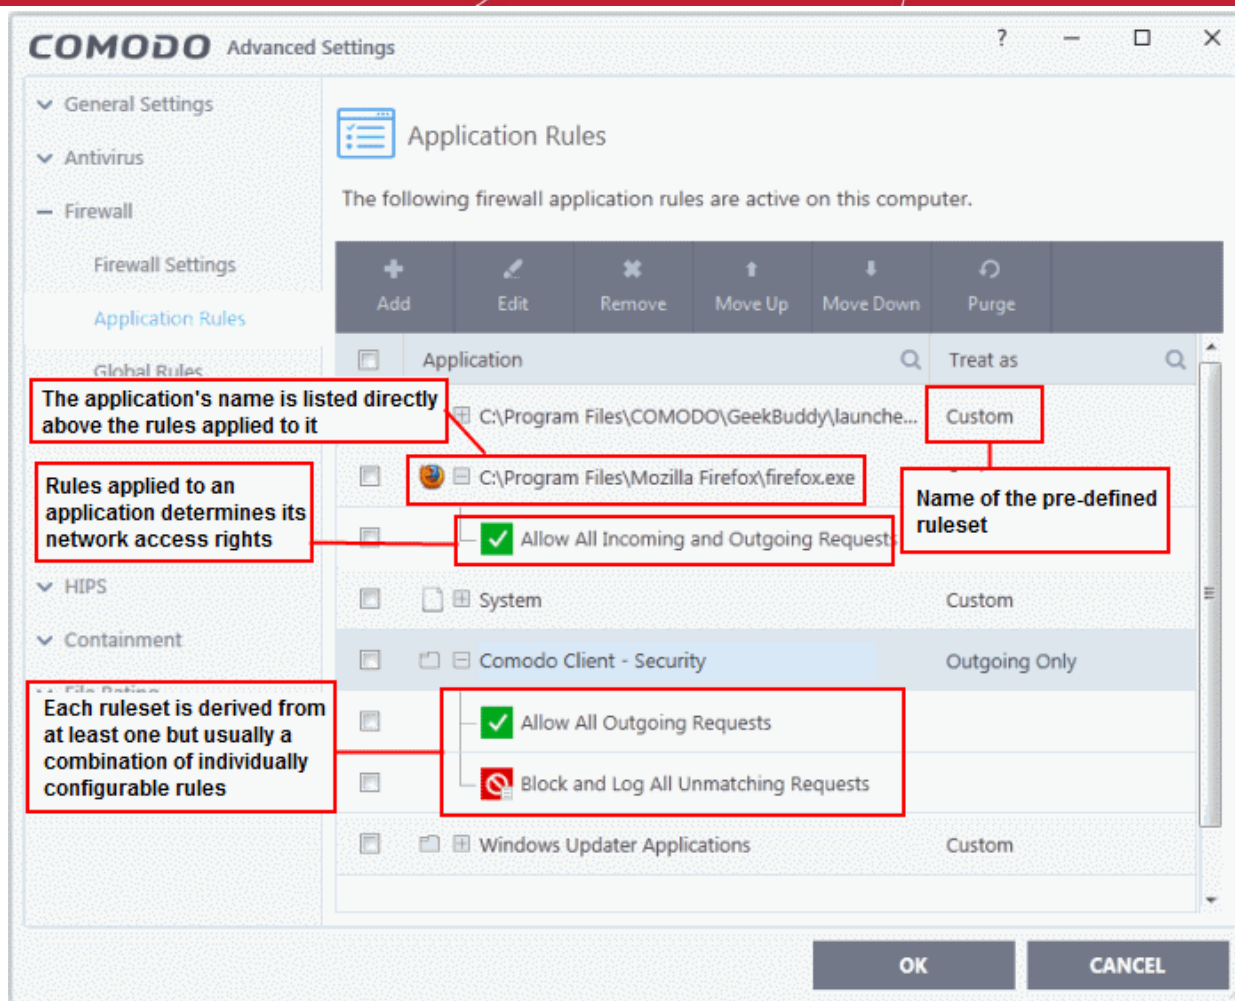 COMODO Advanced Settings
?
General Settings
Antivirus
Firewall
Firewall Settings
Application Rules
Global Rules
HIPS
Containment
File Rating
Application Rules
The following firewall application rules are active on this computer.
Add Edit Remove Move Up Move Down Purge
Application Treat as
C:\Program Files\COMODO\GeekBuddy\launche... Custom
C:\Program Files\Mozilla Firefox\firefox.exe
Allow All Incoming and Outgoing Requests
System Custom
Comodo Client - Security Outgoing Only
Allow All Outgoing Requests
Block and Log All Unmatching Requests
Windows Updater Applications Custom
The application's name is listed directly
above the rules applied to it
Rules applied to an
application determines its
network access rights
Name of the pre-defined
ruleset
Each ruleset is derived from
at least one but usually a
combination of individually
configurable rules
OK CANCEL